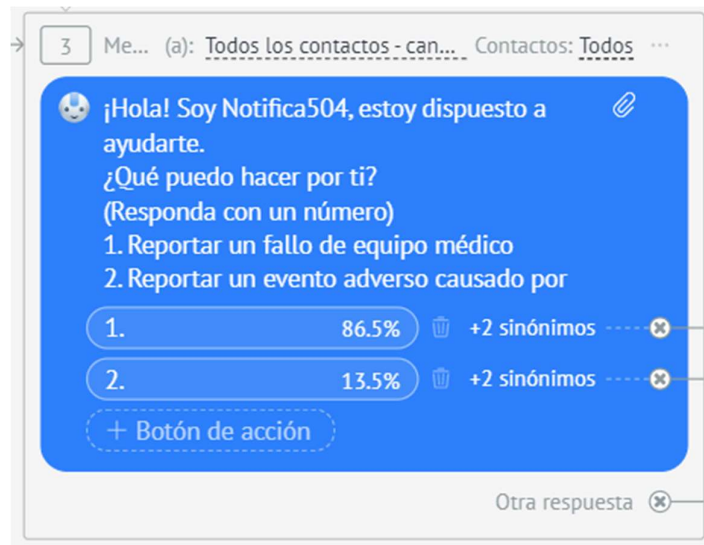 3 Me... (a): Todos los contactos - can... Contactos: Todos ...
¡Hola! Soy Notifica504, estoy dispuesto a
ayudarte.
¿Qué puedo hacer por ti?
(Responda con un número)
1. Reportar un fallo de equipo médico
2. Reportar un evento adverso causado por
1. 86.5% +2 sinónimos
2. 13.5% +2 sinónimos
+ Botón de acción
Otra respuesta